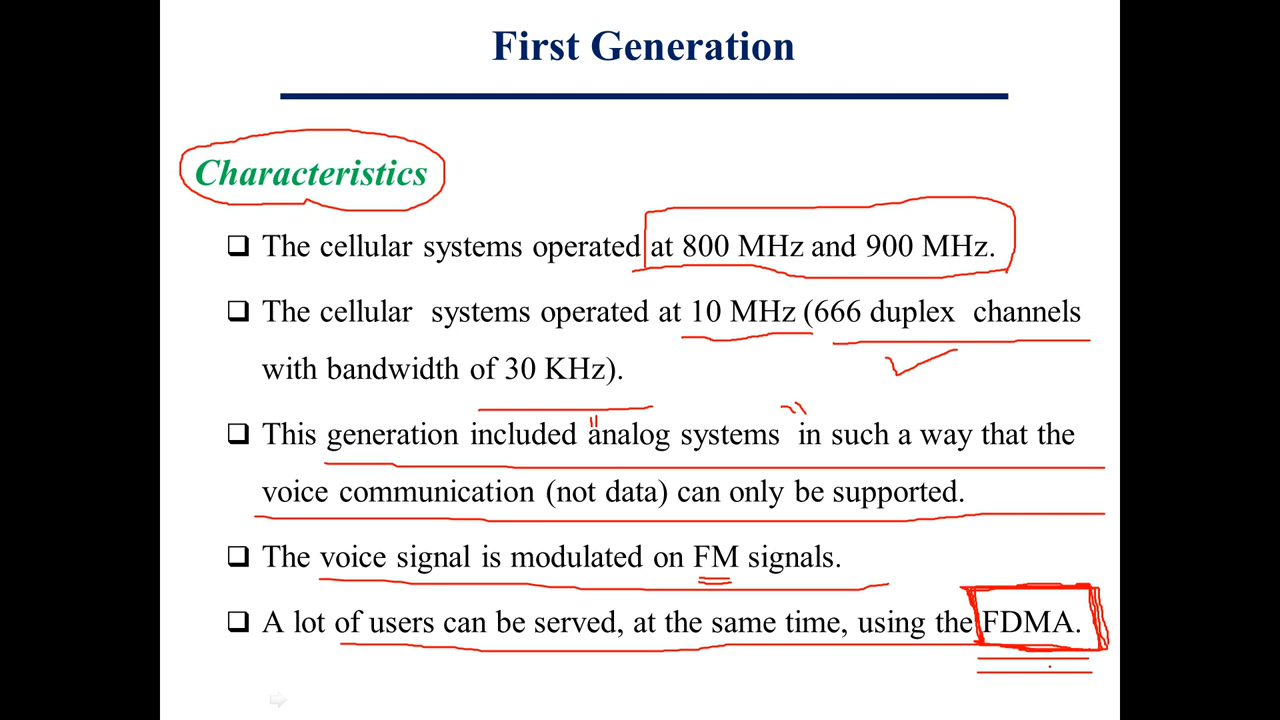 First Generation
Characteristics
❑ The cellular systems operated at 800 MHz and 900 MHz.
❑ The cellular systems operated at 10 MHz (666 duplex channels
with bandwidth of 30 KHz).
❑ This generation included "analog systems" in such a way that the
voice communication (not data) can only be supported.
❑ The voice signal is modulated on FM signals.
❑ A lot of users can be served, at the same time, using the FDMA.